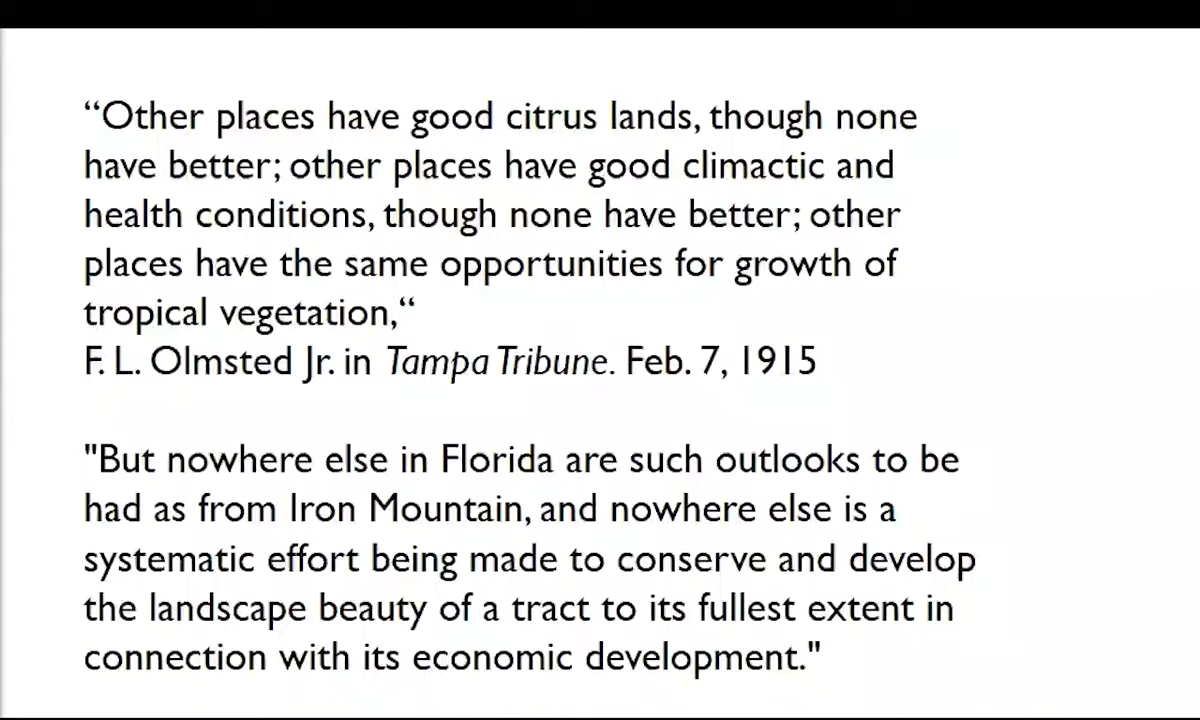 “Other places have good citrus lands, though none
have better; other places have good climactic and
health conditions, though none have better; other
places have the same opportunities for growth of
tropical vegetation,“
F. L. Olmsted Jr. in Tampa Tribune. Feb. 7, 1915
"But nowhere else in Florida are such outlooks to be
had as from Iron Mountain, and nowhere else is a
systematic effort being made to conserve and develop
the landscape beauty of a tract to its fullest extent in
connection with its economic development."